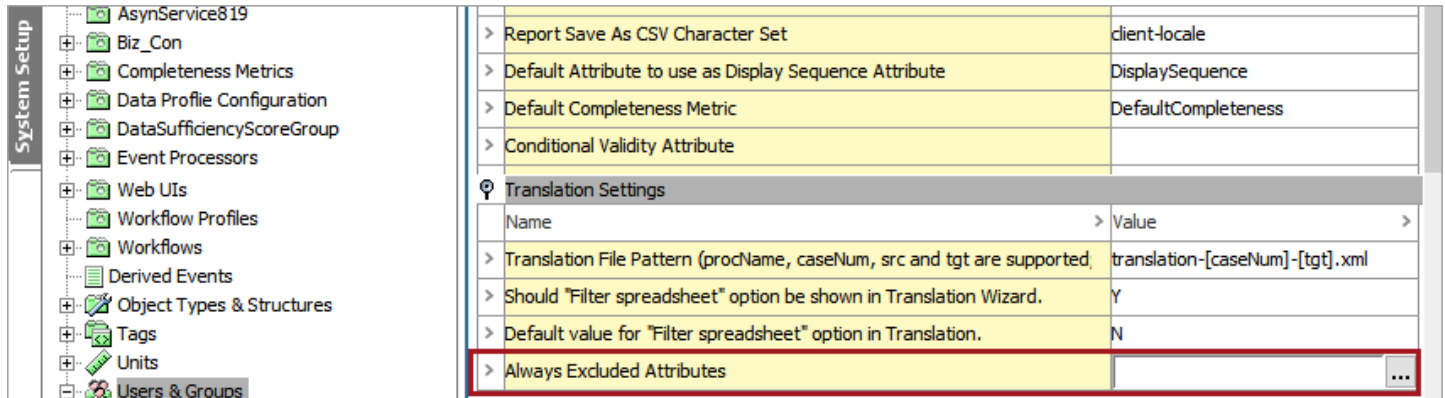 System Setup
AsynService819
Biz_Con
Completeness Metrics
Data Proflie Configuration
DataSufficiencyScoreGroup
Event Processors
Web UIs
Workflow Profiles
Workflows
Derived Events
Object Types & Structures
Tags
Units
Users & Groups
> Report Save As CSV Character Set client-locale
> Default Attribute to use as Display Sequence Attribute DisplaySequence
> Default Completeness Metric DefaultCompleteness
> Conditional Validity Attribute
Translation Settings
Name > Value >
> Translation File Pattern (procName, caseNum, src and tgt are supported; translation-[caseNum]-[tgt].xml
> Should "Filter spreadsheet" option be shown in Translation Wizard. Y
> Default value for "Filter spreadsheet" option in Translation. N
> Always Excluded Attributes ...